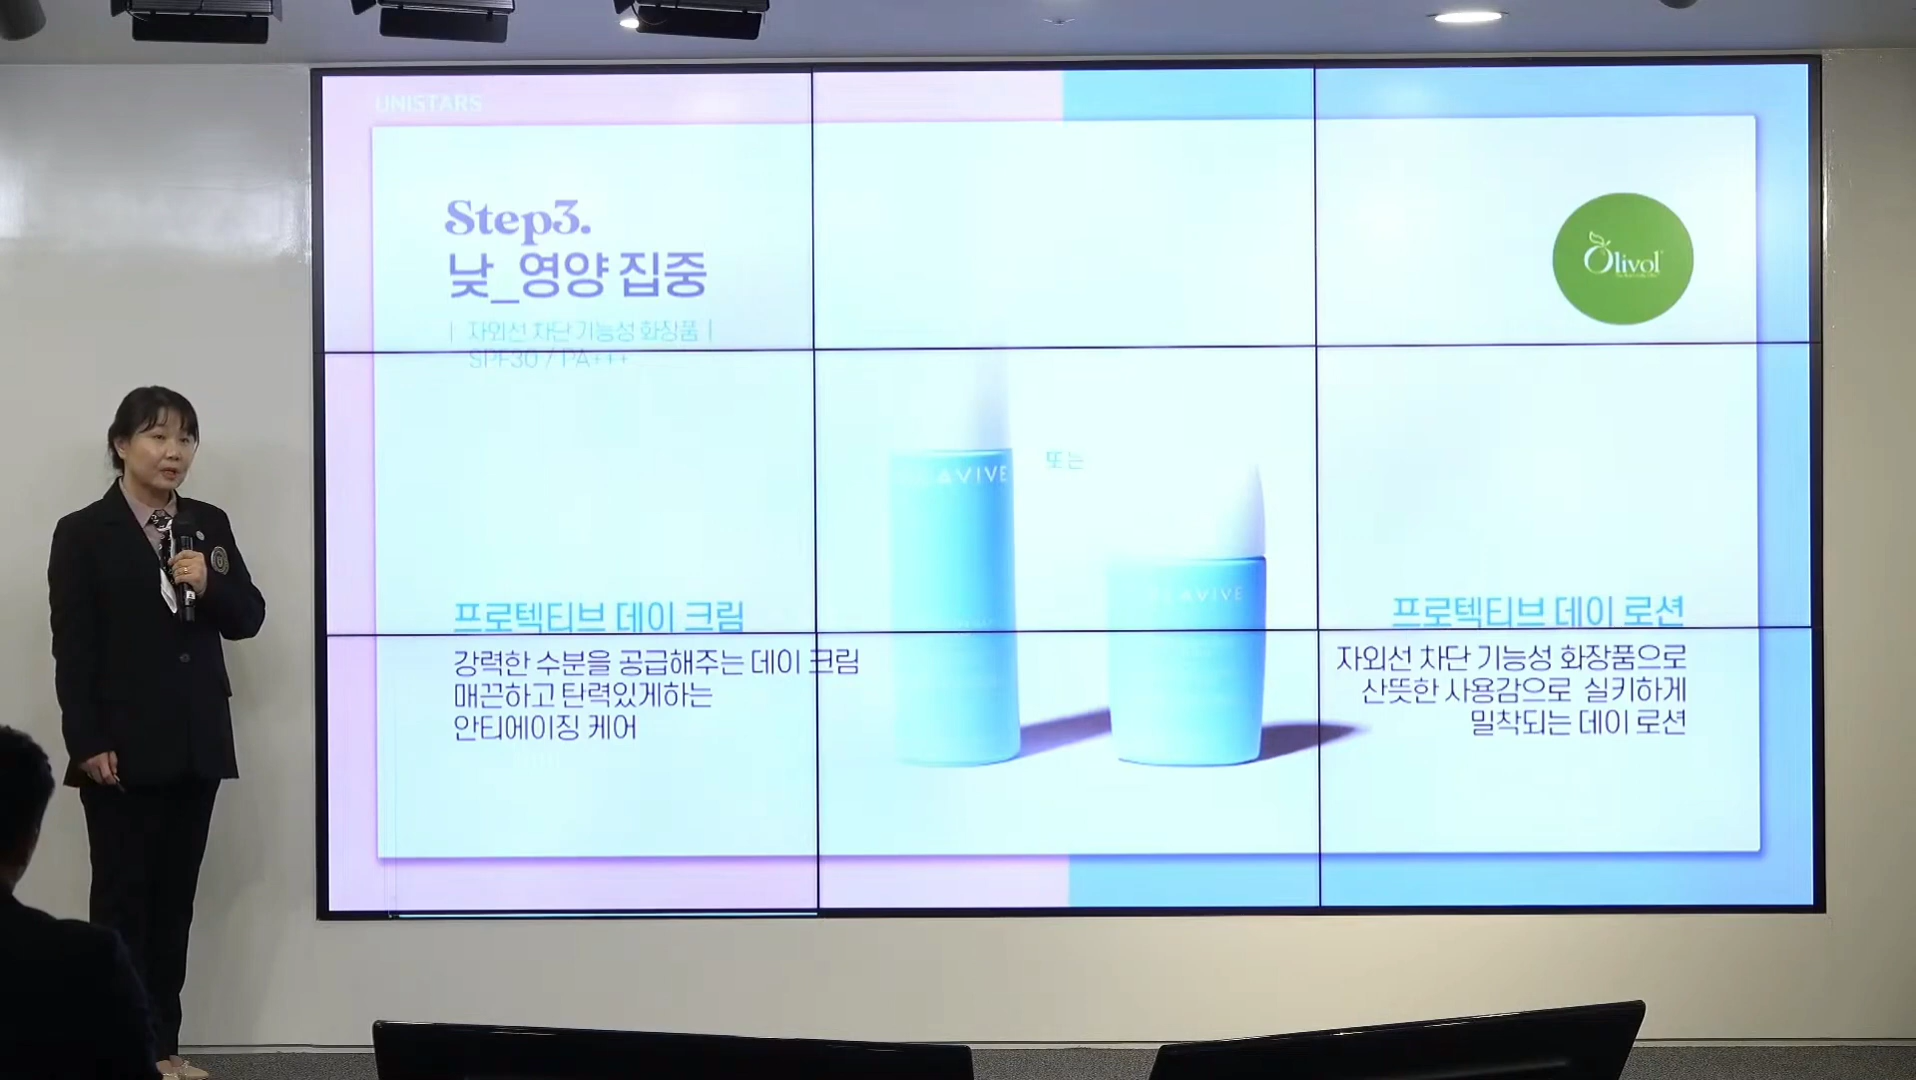 UNISTARS
Step3.
낮_영양 집중
| 자외선 차단 기능성 화장품 |
SPF30 / PA+++
Olivol
또는
AVIVE
LAVIVE
프로텍티브 데이 크림
강력한 수분을 공급해주는 데이 크림
매끈하고 탄력있게하는
안티에이징 케어
프로텍티브 데이 로션
자외선 차단 기능성 화장품으로
산뜻한 사용감으로 실키하게
밀착되는 데이 로션